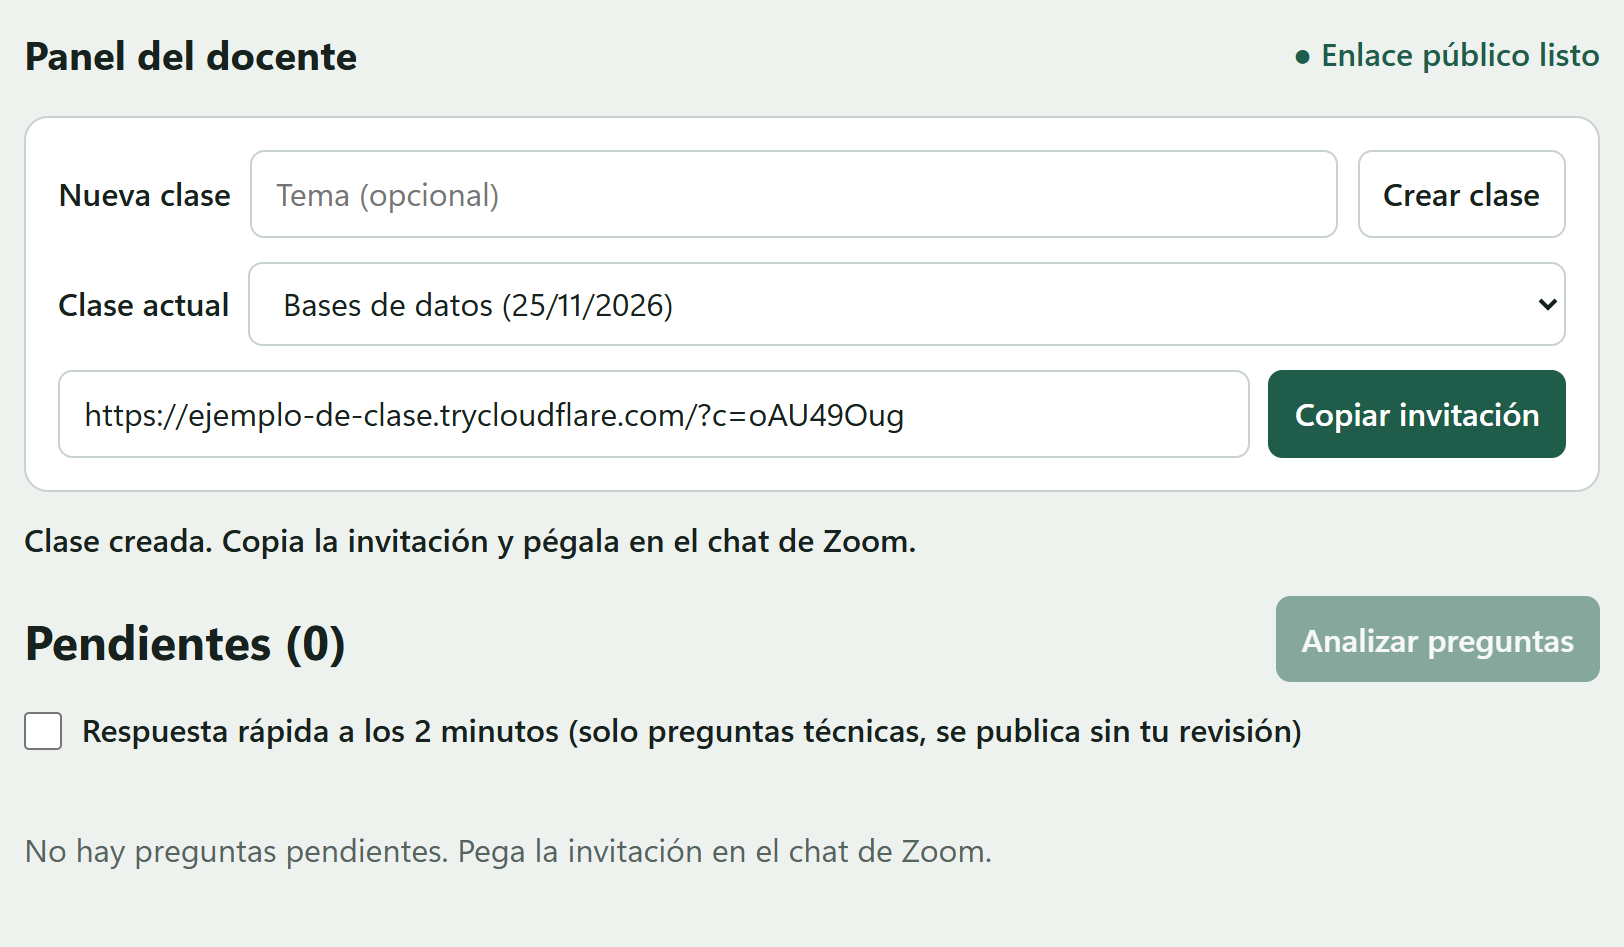 Panel del docente
● Enlace público listo
Nueva clase
Tema (opcional)
Crear clase
Clase actual
Bases de datos (25/11/2026)
https://ejemplo-de-clase.trycloudflare.com/?c=oAU49Oug
Copiar invitación
Clase creada. Copia la invitación y pégala en el chat de Zoom.
Pendientes (0)
Analizar preguntas
Respuesta rápida a los 2 minutos (solo preguntas técnicas, se publica sin tu revisión)
No hay preguntas pendientes. Pega la invitación en el chat de Zoom.